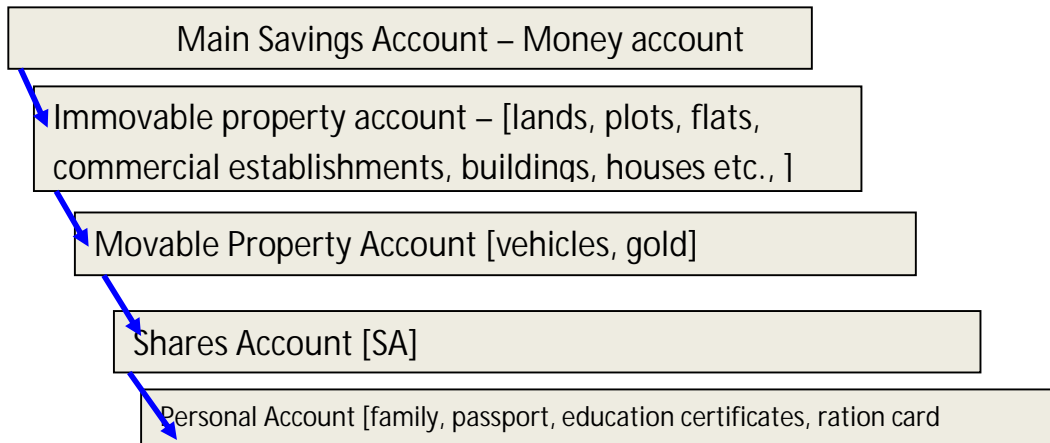 Main Savings Account – Money account
Immovable property account – [lands, plots, flats,
commercial establishments, buildings, houses etc., ]
Movable Property Account [vehicles, gold]
Shares Account [SA]
Personal Account [family, passport, education certificates, ration card